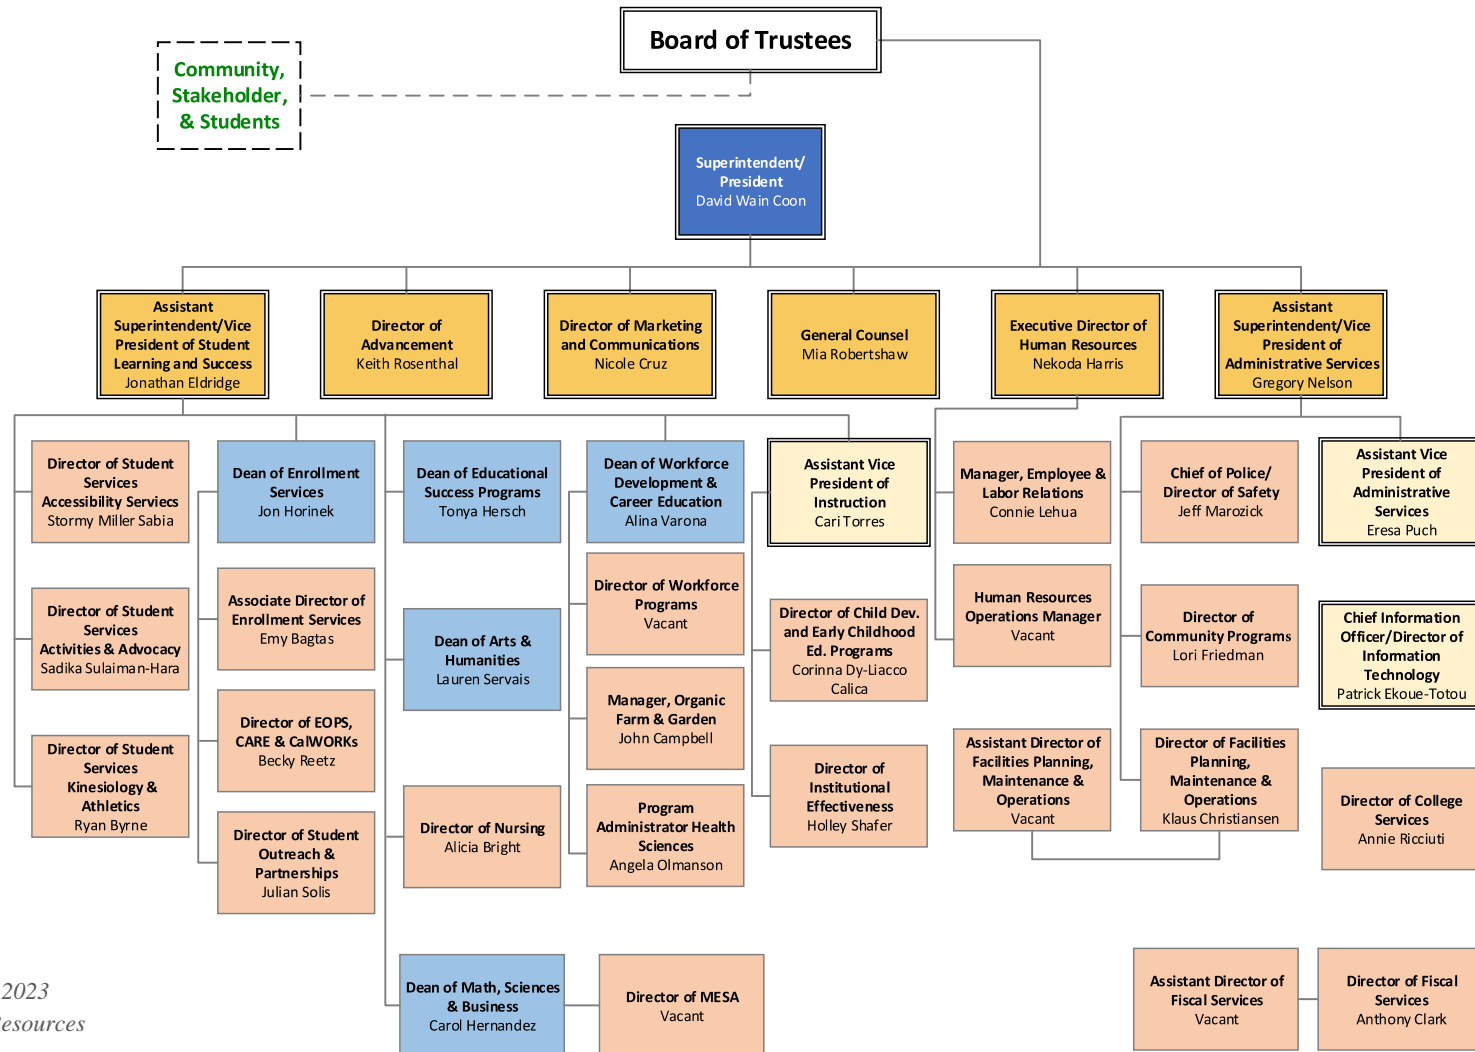 Board of Trustees
Community,
Stakeholder,
& Students
Superintendent/
President
David Wain Coon
Assistant
Superintendent/Vice
President of Student
Learning and Success
Jonathan Eldridge
Director of
Advancement
Keith Rosenthal
Director of Marketing
and Communications
Nicole Cruz
General Counsel
Mia Robertshaw
Executive Director of
Human Resources
Nekoda Harris
Assistant
Superintendent/Vice
President of
Administrative Services
Gregory Nelson
Director of Student
Services
Accessibility Serviecs
Stormy Miller Sabia
Director of Student
Services
Activities & Advocacy
Sadika Sulaiman-Hara
Director of Student
Services
Kinesiology &
Athletics
Ryan Byrne
Dean of Enrollment
Services
Jon Horinek
Associate Director of
Enrollment Services
Emy Bagtas
Director of EOPS,
CARE & CalWORKs
Becky Reetz
Director of Student
Outreach &
Partnerships
Julian Solis
Dean of Educational
Success Programs
Tonya Hersch
Dean of Arts &
Humanities
Lauren Servais
Director of Nursing
Alicia Bright
Dean of Math, Sciences
& Business
Carol Hernandez
Director of MESA
Vacant
Dean of Workforce
Development &
Career Education
Alina Varona
Director of Workforce
Programs
Vacant
Manager, Organic
Farm & Garden
John Campbell
Program
Administrator Health
Sciences
Angela Olmanson
Assistant Vice
President of
Instruction
Cari Torres
Director of Child Dev.
and Early Childhood
Ed. Programs
Corinna Dy-Liacco
Calica
Director of
Institutional
Effectiveness
Holley Shafer
Manager, Employee &
Labor Relations
Connie Lehua
Human Resources
Operations Manager
Vacant
Assistant Director of
Facilities Planning,
Maintenance &
Operations
Vacant
Chief of Police/
Director of Safety
Jeff Marozick
Director of
Community Programs
Lori Friedman
Director of Facilities
Planning,
Maintenance &
Operations
Klaus Christiansen
Assistant Vice
President of
Administrative
Services
Eresa Puch
Chief Information
Officer/Director of
Information
Technology
Patrick Ekoue-Totou
Director of College
Services
Annie Ricciuti
Assistant Director of
Fiscal Services
Vacant
Director of Fiscal
Services
Anthony Clark
2023
esources